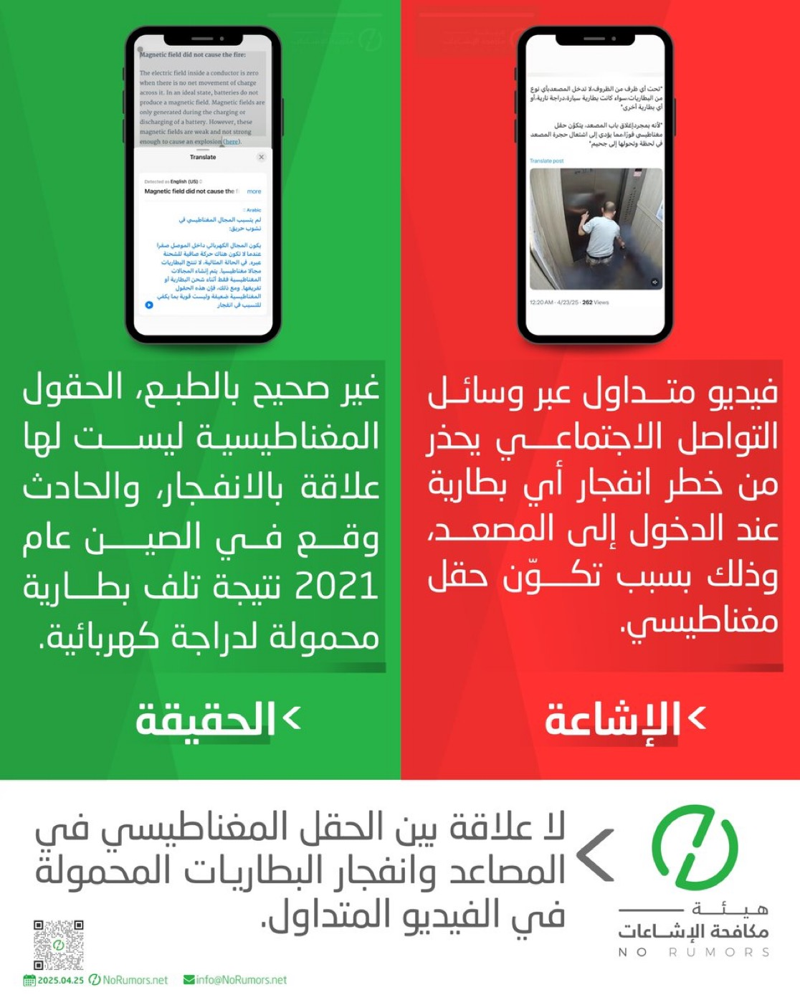 "تحت أي ظرف من الظروف،لا تدخل المصعدبأي نوع
من البطاريات،سواء كانت بطارية سيارة،دراجة نارية،أو
أي بطارية أخرى"
"لأنه بمجردإغلاق باب المصعد، يتكوّن حقل
مغناطيسي فورًا،مما يؤدي إلى اشتعال حجرة المصعد
في لحظة وتحولها إلى جحيم"
Translate post
12:20 AM · 4/23/25 · 262 Views
فيديو متداول عبر وسائل
التواصل الاجتماعي يحذر
من خطر انفجار أي بطارية
عند الدخول إلى المصعد،
وذلك بسبب تكوّن حقل
مغناطيسي.
>الإشاعة
Magnetic field did not cause the fire:
The electric field inside a conductor is zero
when there is no net movement of charge
across it. In an ideal state, batteries do not
produce a magnetic field. Magnetic fields are
only generated during the charging or
discharging of a battery. However, these
magnetic fields are weak and not strong
enough to cause an explosion (here).
Translate
Detected as English (US)
Magnetic field did not cause the fi more
Arabic
لم يتسبب المجال المغناطيسي في
نشوب حريق:
يكون المجال الكهربائي داخل الموصل صفرا
عندما لا تكون هناك حركة صافية للشحنة
عبره. في الحالة المثالية، لا تنتج البطاريات
مجالا مغناطيسيا. يتم إنشاء المجالات
المغناطيسية فقط أثناء شحن البطارية أو
تفريغها. ومع ذلك، فإن هذه الحقول
المغناطيسية ضعيفة وليست قوية بما يكفي
للتسبب في انفجار
غير صحيح بالطبع، الحقول
المغناطيسية ليست لها
علاقة بالانفجار، والحادث
وقع في الصين عام
2021 نتيجة تلف بطارية
محمولة لدراجة كهربائية.
>الحقيقة
لا علاقة بين الحقل المغناطيسي في
المصاعد وانفجار البطاريات المحمولة
في الفيديو المتداول.
هيئة
مكافحة الإشاعات
NO RUMORS
2025.04.25 NoRumors.net info@NoRumors.net